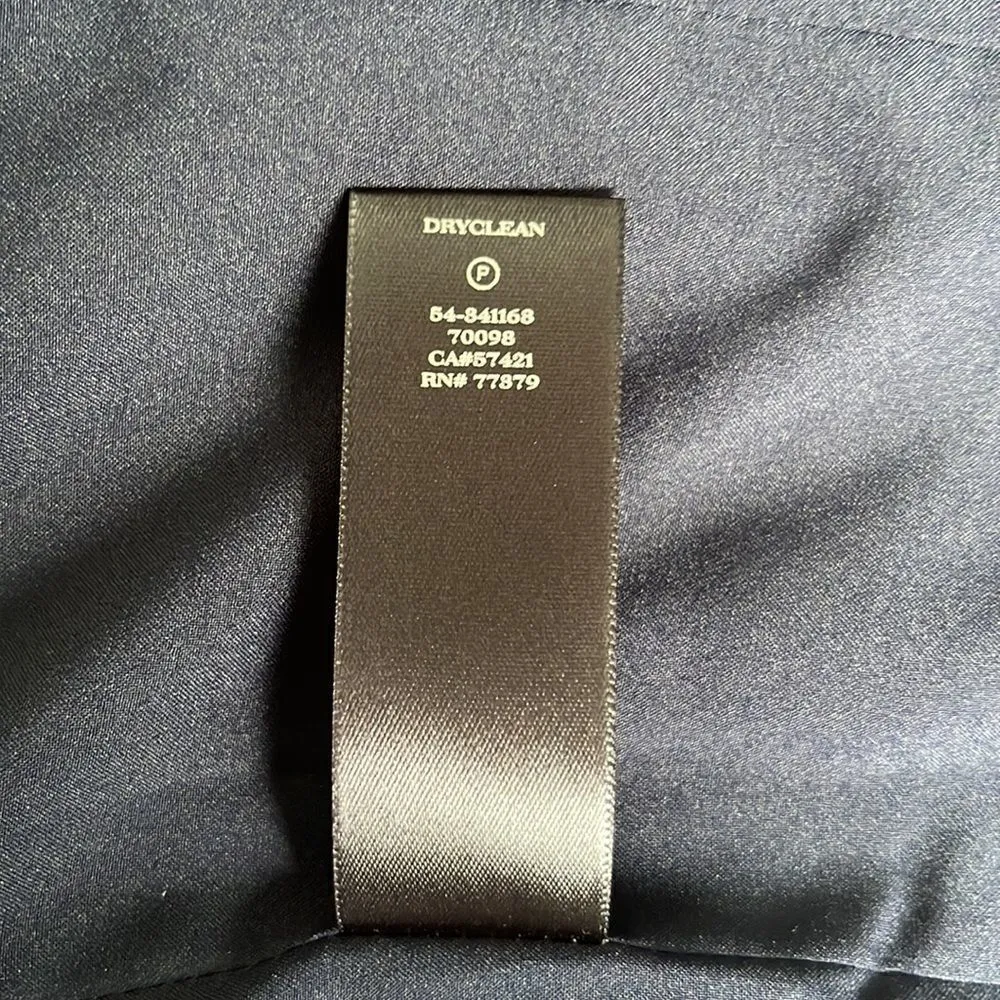 DRYCLEAN
P
54-841168
70098
CA#57421
RN# 77879